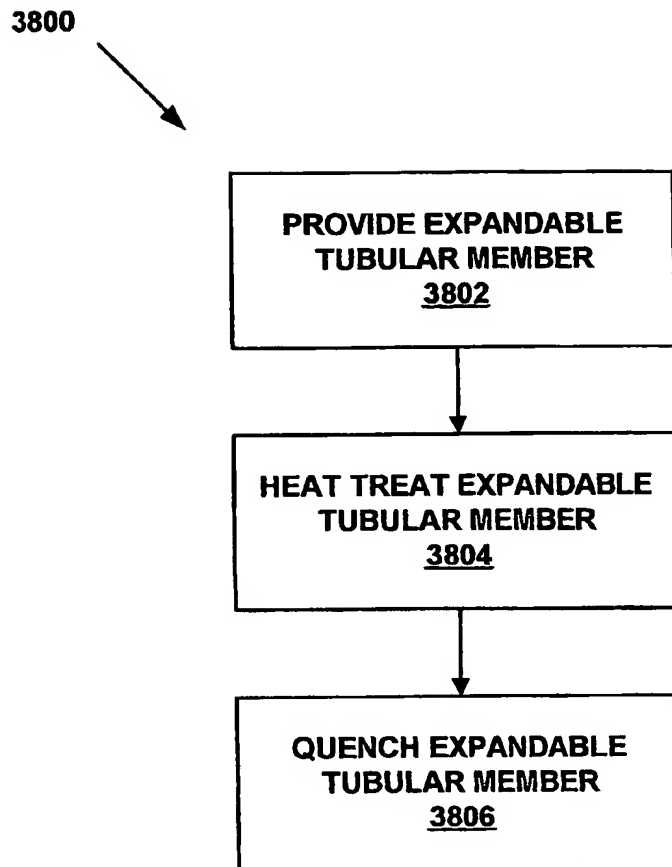 3800
PROVIDE EXPANDABLE
TUBULAR MEMBER
3802
HEAT TREAT EXPANDABLE
TUBULAR MEMBER
3804
QUENCH EXPANDABLE
TUBULAR MEMBER
3806